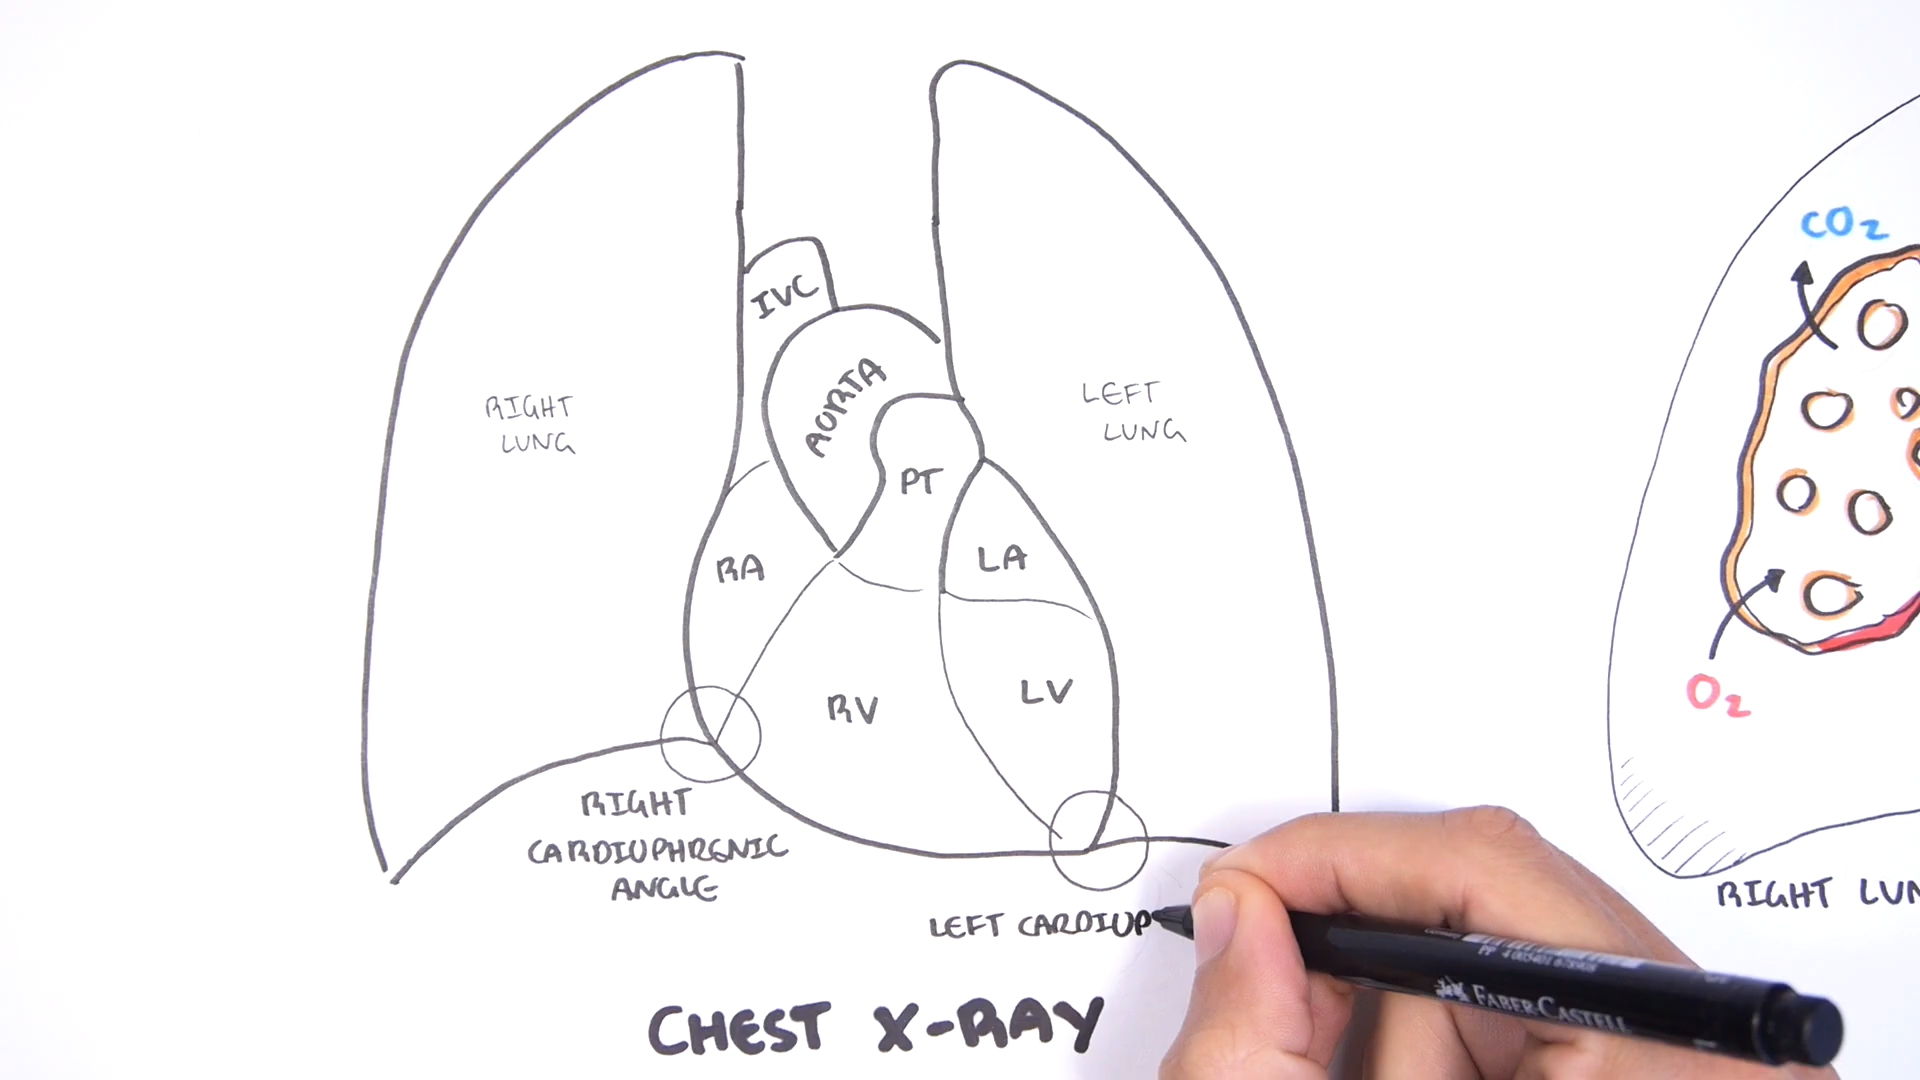 IVC
AORTA
RIGHT
LUNG
LEFT
LUNG
PT
RA
LA
RV
LV
RIGHT
CARDIOPHRENIC
ANGLE
LEFT CARDIOP
CHEST X-RAY
CO2
O2
RIGHT LUN
FABER-CASTELL